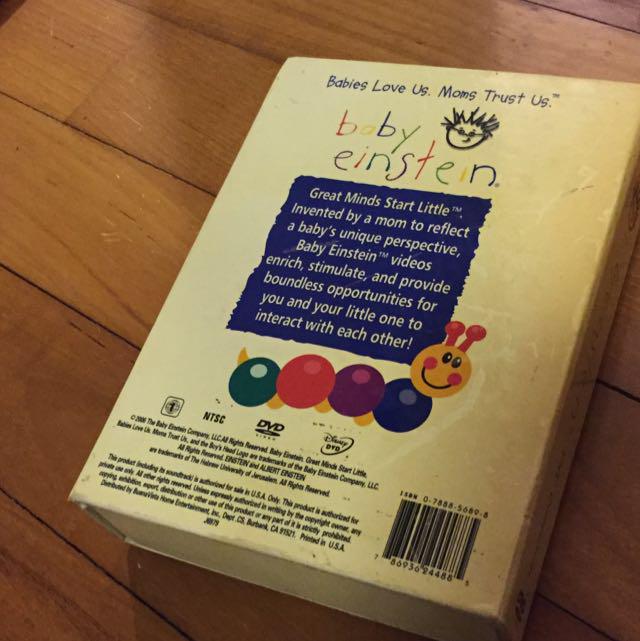 Babies Love Us. Moms Trust Us.™
baby
einstein®
Great Minds Start Little™.
Invented by a mom to reflect
a baby's unique perspective,
Baby Einstein™ videos
enrich, stimulate, and provide
boundless opportunities for
you and your little one to
interact with each other!
NTSC
DVD
VIDEO
Disney
DVD
The Baby Einstein Company, LLC. All Rights Reserved. Baby Einstein, Great Minds Start Little,
Babies Love Us. Moms Trust Us, and the Boy's Head Logo are trademarks of the Baby Einstein Company, LLC.
All Rights Reserved. EINSTEIN and ALBERT EINSTEIN
are trademarks of The Hebrew University of Jerusalem. All Rights Reserved.
This product (including its soundtrack) is authorized for sale in U.S.A. Only. This product is authorized for
private use only. All other rights reserved. Unless expressly authorized in writing by the copyright owner, any
copying, exhibition, export, distribution or other use of this product or any part of it is strictly prohibited.
Distributed by Buena Vista Home Entertainment, Inc., Dept. CS, Burbank, CA 91521. Printed in U.S.A.
ISBN 0-7888-5689-8
7 86936 24488 5